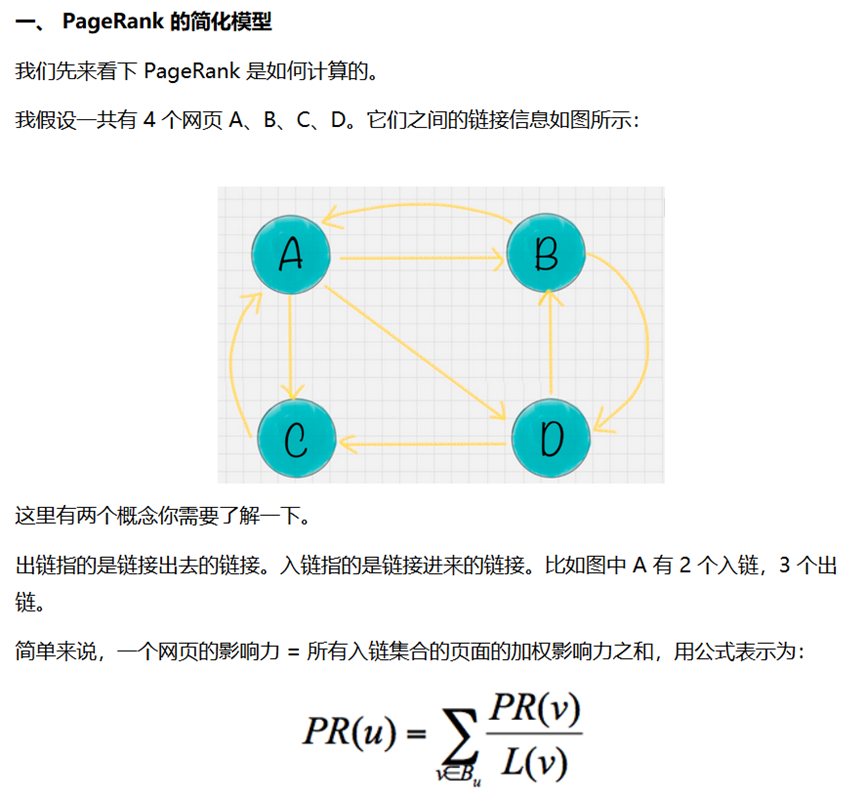 一、 PageRank 的简化模型
我们先来看下 PageRank 是如何计算的。
我假设一共有 4 个网页 A、B、C、D。它们之间的链接信息如图所示：
A
B
C
D
这里有两个概念你需要了解一下。
出链指的是链接出去的链接。入链指的是链接进来的链接。比如图中 A 有 2 个入链，3 个出
链。
简单来说，一个网页的影响力 = 所有入链集合的页面的加权影响力之和，用公式表示为：
PR(u) = ∑_{v∈B_u} PR(v) / L(v)